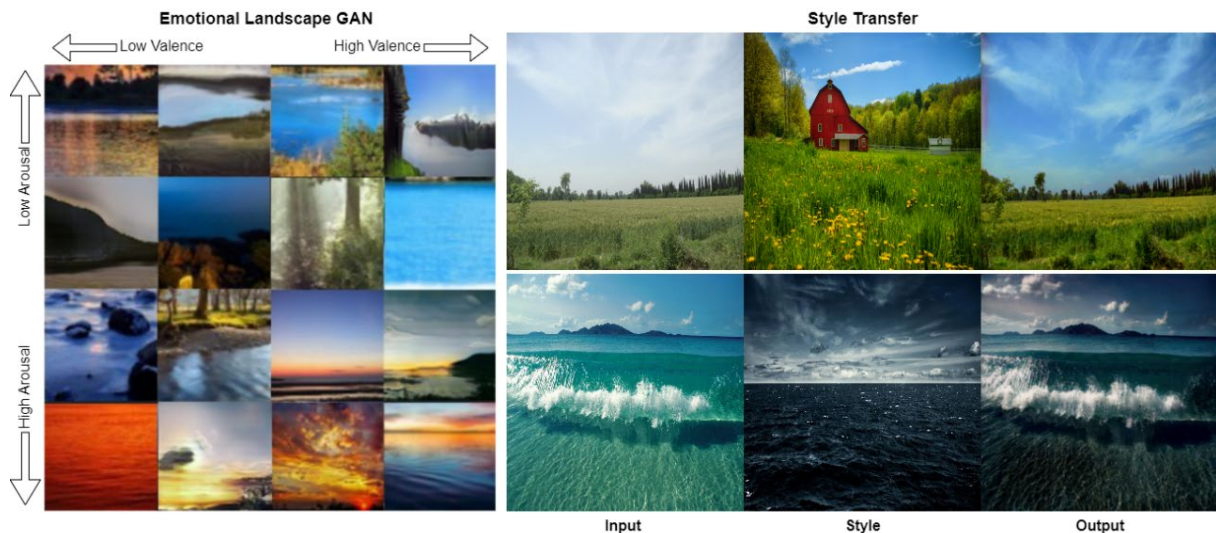 Emotional Landscape GAN
Low Valence
High Valence
Low Arousal
High Arousal
Style Transfer
Input
Style
Output